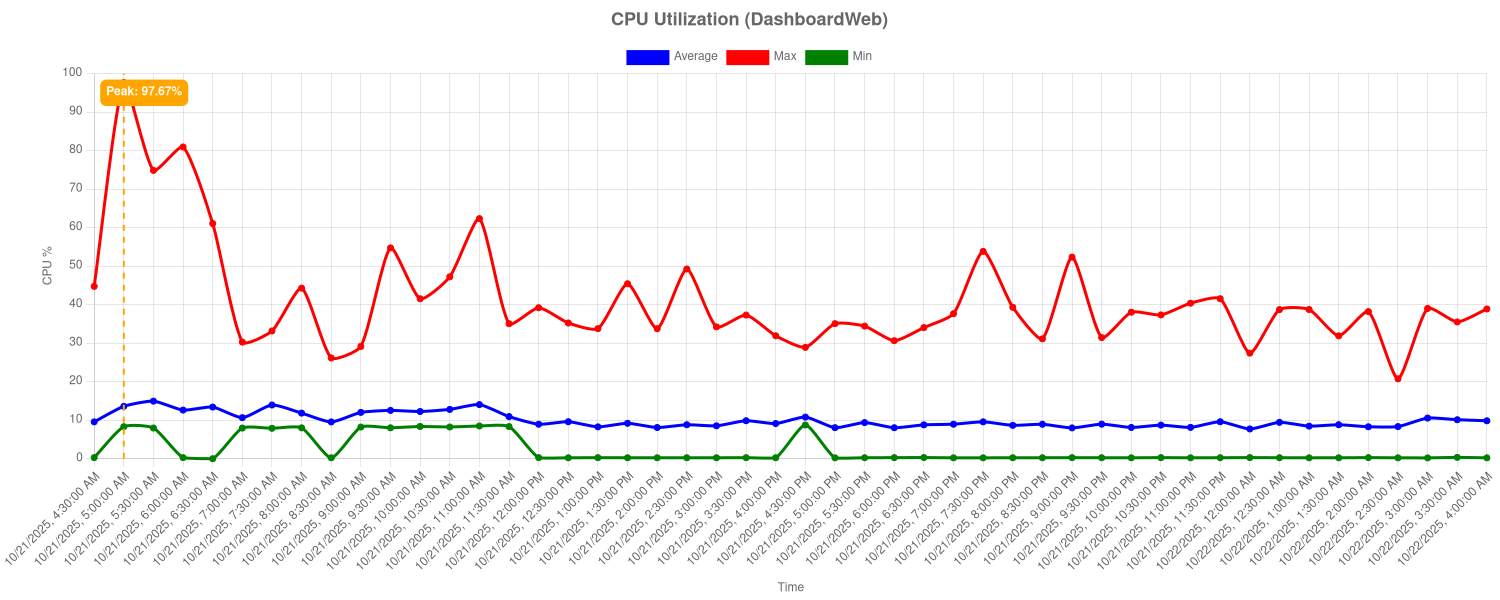 CPU Utilization (DashboardWeb)
Average Max Min
Peak: 97.67%
100
90
80
70
60
50
40
30
20
10
0
CPU %
10/21/2025, 4:30:00 AM
10/21/2025, 5:00:00 AM
10/21/2025, 5:30:00 AM
10/21/2025, 6:00:00 AM
10/21/2025, 6:30:00 AM
10/21/2025, 7:00:00 AM
10/21/2025, 7:30:00 AM
10/21/2025, 8:00:00 AM
10/21/2025, 8:30:00 AM
10/21/2025, 9:00:00 AM
10/21/2025, 9:30:00 AM
10/21/2025, 10:00:00 AM
10/21/2025, 10:30:00 AM
10/21/2025, 11:00:00 AM
10/21/2025, 11:30:00 AM
10/21/2025, 12:00:00 PM
10/21/2025, 12:30:00 PM
10/21/2025, 1:00:00 PM
10/21/2025, 1:30:00 PM
10/21/2025, 2:00:00 PM
10/21/2025, 2:30:00 PM
10/21/2025, 3:00:00 PM
10/21/2025, 3:30:00 PM
10/21/2025, 4:00:00 PM
10/21/2025, 4:30:00 PM
10/21/2025, 5:00:00 PM
10/21/2025, 5:30:00 PM
10/21/2025, 6:00:00 PM
10/21/2025, 6:30:00 PM
10/21/2025, 7:00:00 PM
10/21/2025, 7:30:00 PM
10/21/2025, 8:00:00 PM
10/21/2025, 8:30:00 PM
10/21/2025, 9:00:00 PM
10/21/2025, 9:30:00 PM
10/21/2025, 10:00:00 PM
10/21/2025, 10:30:00 PM
10/21/2025, 11:00:00 PM
10/21/2025, 11:30:00 PM
10/22/2025, 12:00:00 AM
10/22/2025, 12:30:00 AM
10/22/2025, 1:00:00 AM
10/22/2025, 1:30:00 AM
10/22/2025, 2:00:00 AM
10/22/2025, 2:30:00 AM
10/22/2025, 3:00:00 AM
10/22/2025, 3:30:00 AM
10/22/2025, 4:00:00 AM
Time